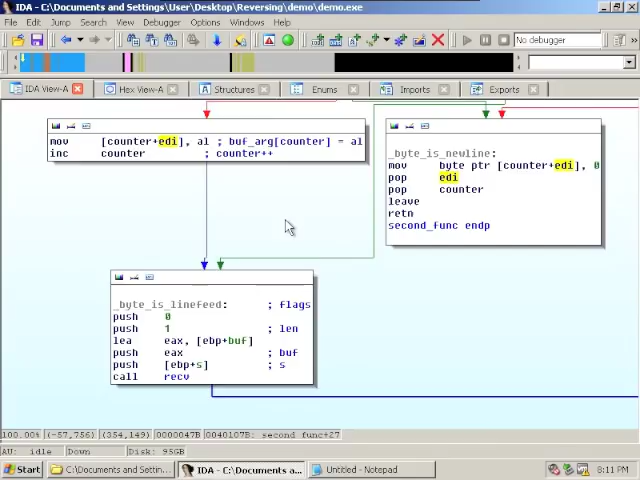 IDA - C:\Documents and Settings\User\Desktop\Reversing\demo\demo.exe
File Edit Jump Search View Debugger Options Windows Help
No debugger
IDA View-A
Hex View-A
Structures
Enums
Imports
Exports
mov [counter+edi], al ; buf_arg[counter] = al
inc counter ; counter++
_byte_is_newline:
mov byte ptr [counter+edi], 0
pop edi
pop counter
leave
retn
second_func endp
_byte_is_linefeed: ; flags
push 0
push 1 ; len
lea eax, [ebp+buf]
push eax ; buf
push [ebp+s] ; s
call recv
100.00% (-57,756) (354,149) 0000047B 0040107B: second_func+27
AU: idle Down Disk: 95GB
Start
C:\Documents and Setting...
IDA - C:\Documents a...
Untitled - Notepad
8:11 PM